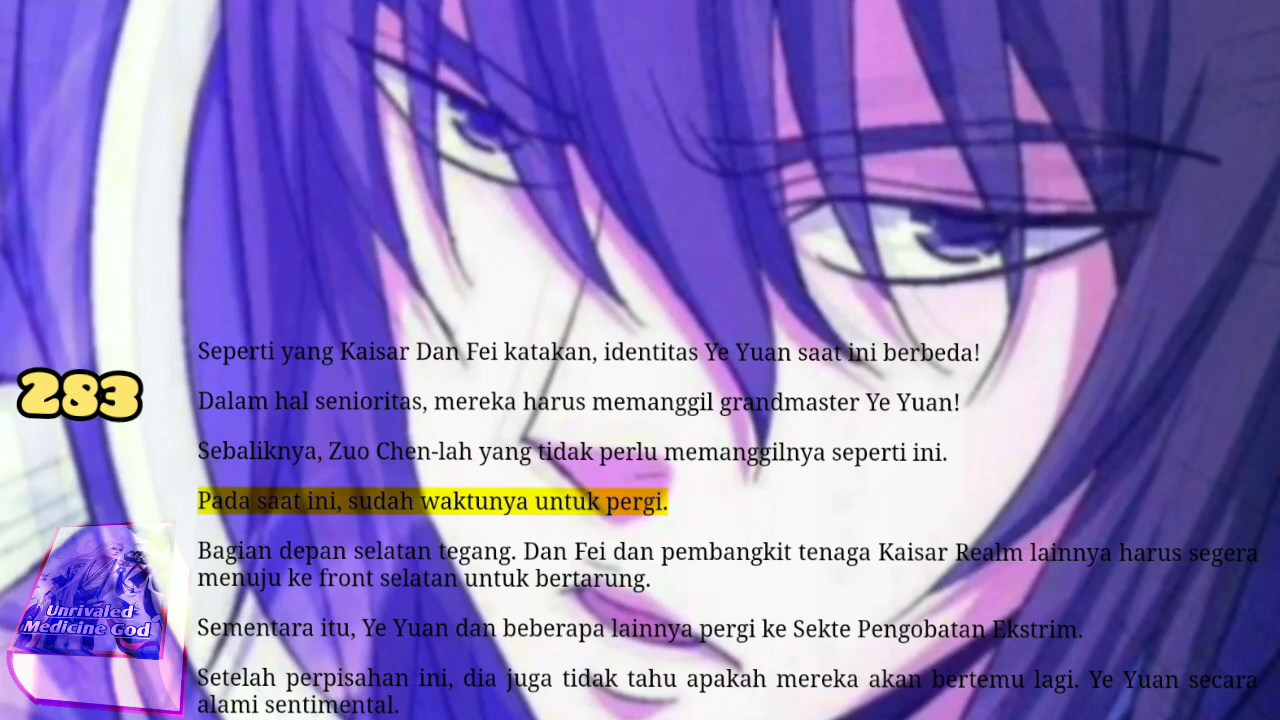 Seperti yang Kaisar Dan Fei katakan, identitas Ye Yuan saat ini berbeda!
Dalam hal senioritas, mereka harus memanggil grandmaster Ye Yuan!
283
Sebaliknya, Zuo Chen-lah yang tidak perlu memanggilnya seperti ini.
Pada saat ini, sudah waktunya untuk pergi.
Bagian depan selatan tegang. Dan Fei dan pembangkit tenaga Kaisar Realm lainnya harus segera
menuju ke front selatan untuk bertarung.
Unrivaled
Medicine God
Sementara itu, Ye Yuan dan beberapa lainnya pergi ke Sekte Pengobatan Ekstrim.
Setelah perpisahan ini, dia juga tidak tahu apakah mereka akan bertemu lagi. Ye Yuan secara
alami sentimental.